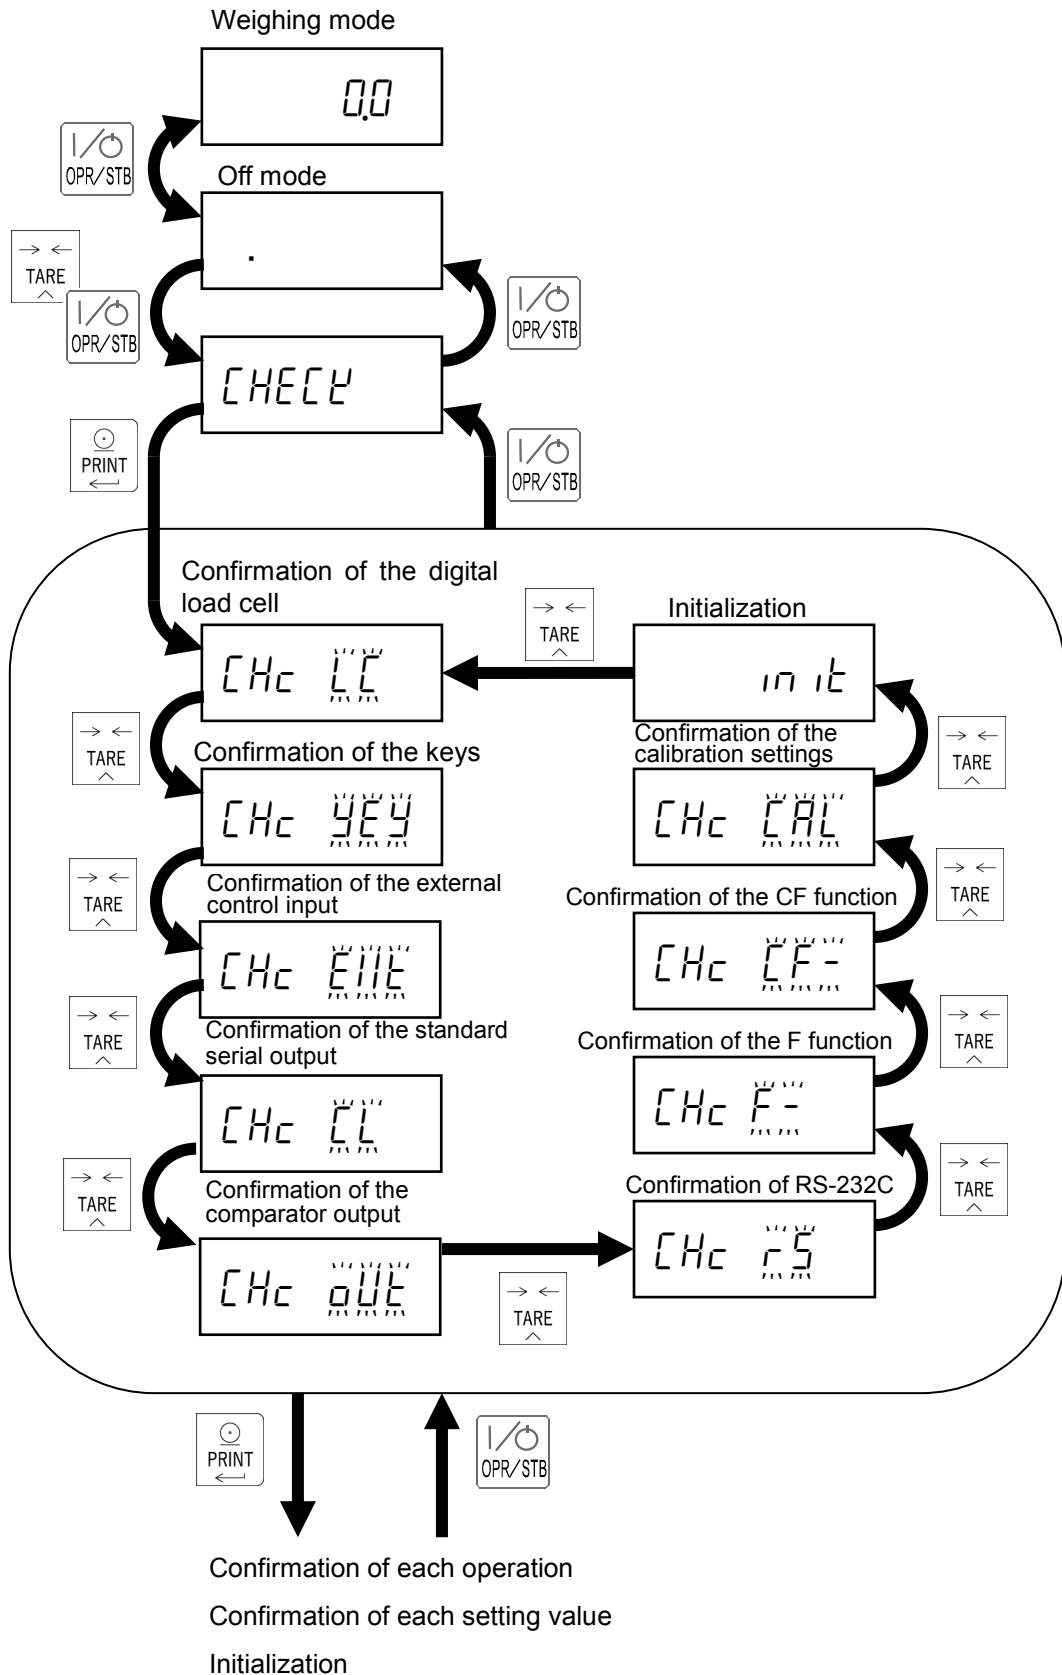 Weighing mode
0.0
I/⏻
OPR/STB
Off mode
.
→ ←
TARE
I/⏻
OPR/STB
I/⏻
OPR/STB
CHECK
PRINT
I/⏻
OPR/STB
Confirmation of the digital
load cell
→ ←
TARE
Initialization
CHc LC
init
→ ←
TARE
Confirmation of the keys
Confirmation of the
calibration settings
→ ←
TARE
CHc KEY
CHc CAL
→ ←
TARE
Confirmation of the external
control input
Confirmation of the CF function
→ ←
TARE
CHc EXt
CHc CF-
→ ←
TARE
Confirmation of the standard
serial output
Confirmation of the F function
→ ←
TARE
CHc CL
CHc F-
→ ←
TARE
Confirmation of the
comparator output
Confirmation of RS-232C
→ ←
TARE
CHc oUt
CHc rS
→ ←
TARE
PRINT
I/⏻
OPR/STB
Confirmation of each operation
Confirmation of each setting value
Initialization